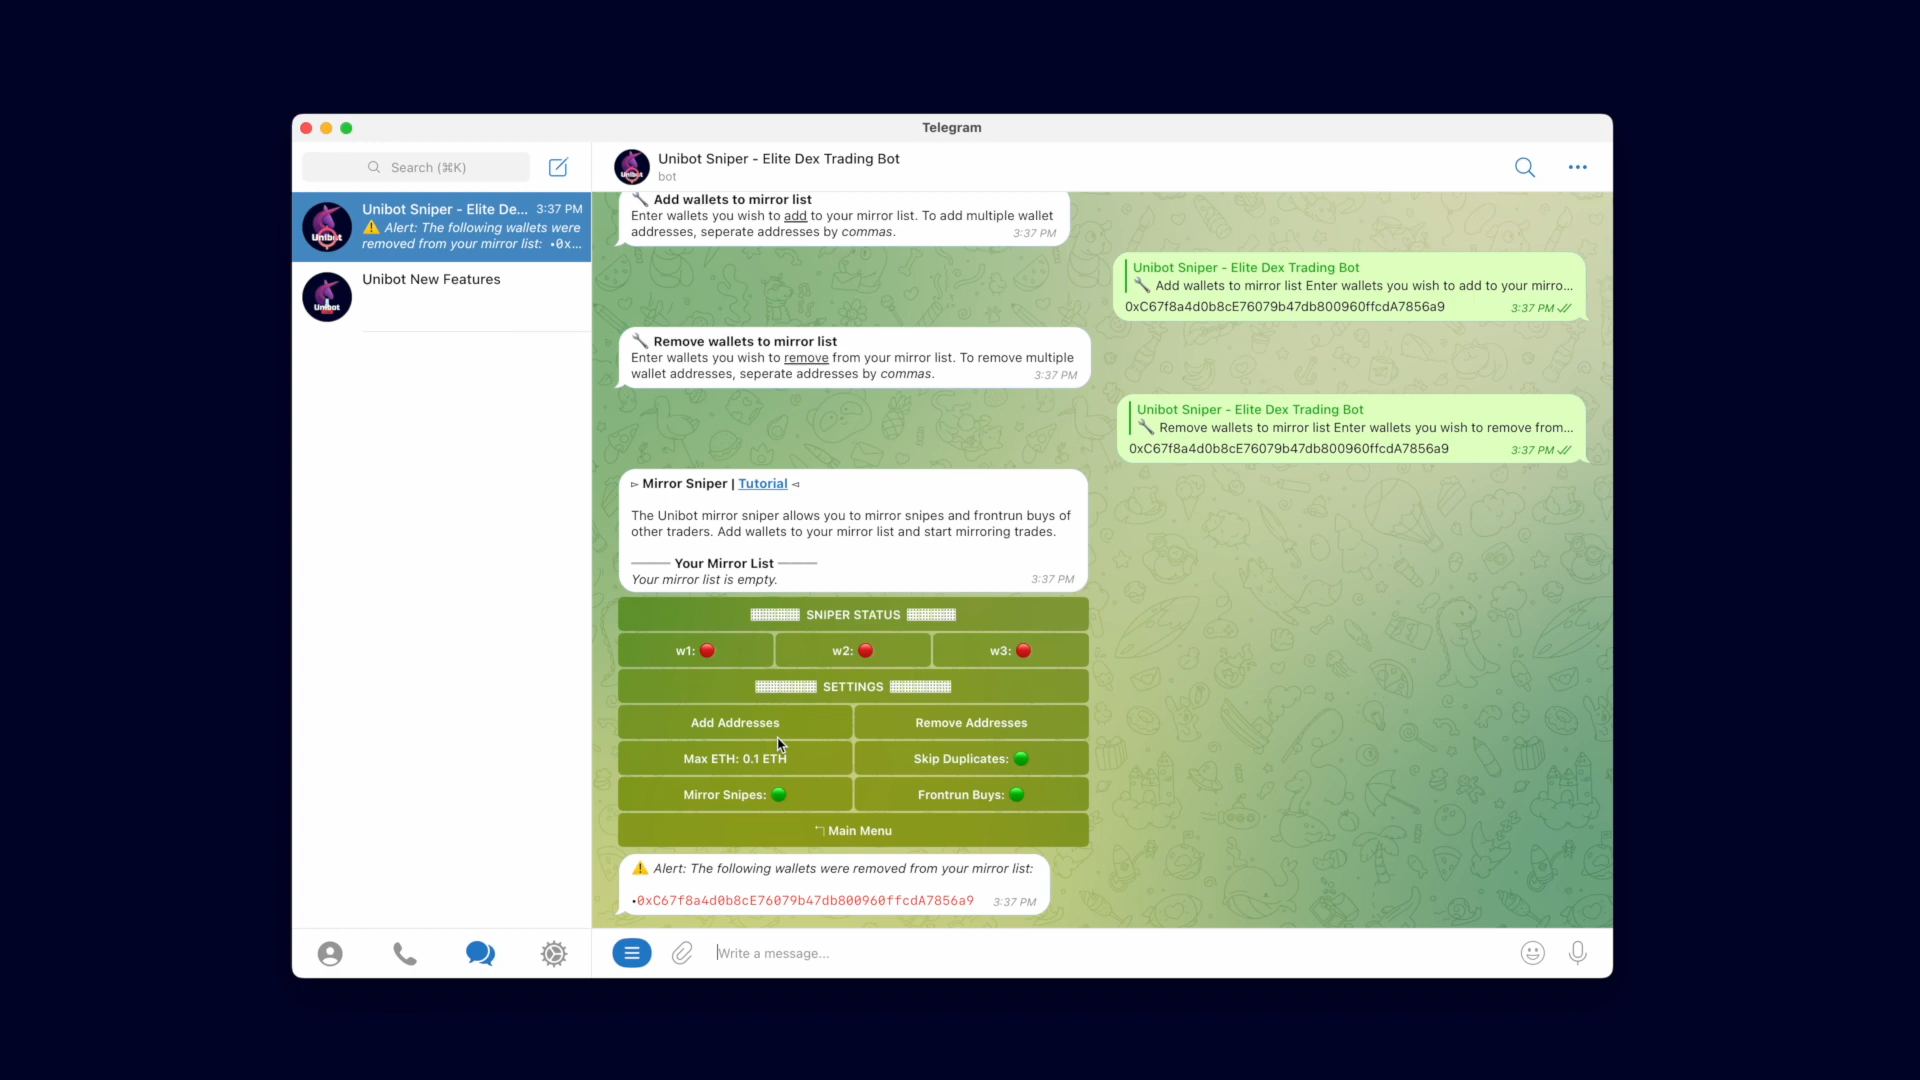 Telegram
Search (⌘K)
Unibot Sniper - Elite De... 3:37 PM
⚠️ Alert: The following wallets were
removed from your mirror list: •0x...
Unibot
Unibot New Features
Unibot
Unibot Sniper - Elite Dex Trading Bot
bot
Unibot
🔧 Add wallets to mirror list
Enter wallets you wish to add to your mirror list. To add multiple wallet
addresses, seperate addresses by commas. 3:37 PM
Unibot Sniper - Elite Dex Trading Bot
🔧 Add wallets to mirror list Enter wallets you wish to add to your mirro...
0xC67f8a4d0b8cE76079b47db800960ffcdA7856a9 3:37 PM
🔧 Remove wallets to mirror list
Enter wallets you wish to remove from your mirror list. To remove multiple
wallet addresses, seperate addresses by commas. 3:37 PM
Unibot Sniper - Elite Dex Trading Bot
🔧 Remove wallets to mirror list Enter wallets you wish to remove from...
0xC67f8a4d0b8cE76079b47db800960ffcdA7856a9 3:37 PM
▻ Mirror Sniper | Tutorial ◅
The Unibot mirror sniper allows you to mirror snipes and frontrun buys of
other traders. Add wallets to your mirror list and start mirroring trades.
——— Your Mirror List ———
Your mirror list is empty. 3:37 PM
SNIPER STATUS
w1: 🔴 w2: 🔴 w3: 🔴
SETTINGS
Add Addresses Remove Addresses
Max ETH: 0.1 ETH Skip Duplicates: 🟢
Mirror Snipes: 🟢 Frontrun Buys: 🟢
Main Menu
⚠️ Alert: The following wallets were removed from your mirror list:
•0xC67f8a4d0b8cE76079b47db800960ffcdA7856a9 3:37 PM
Write a message...